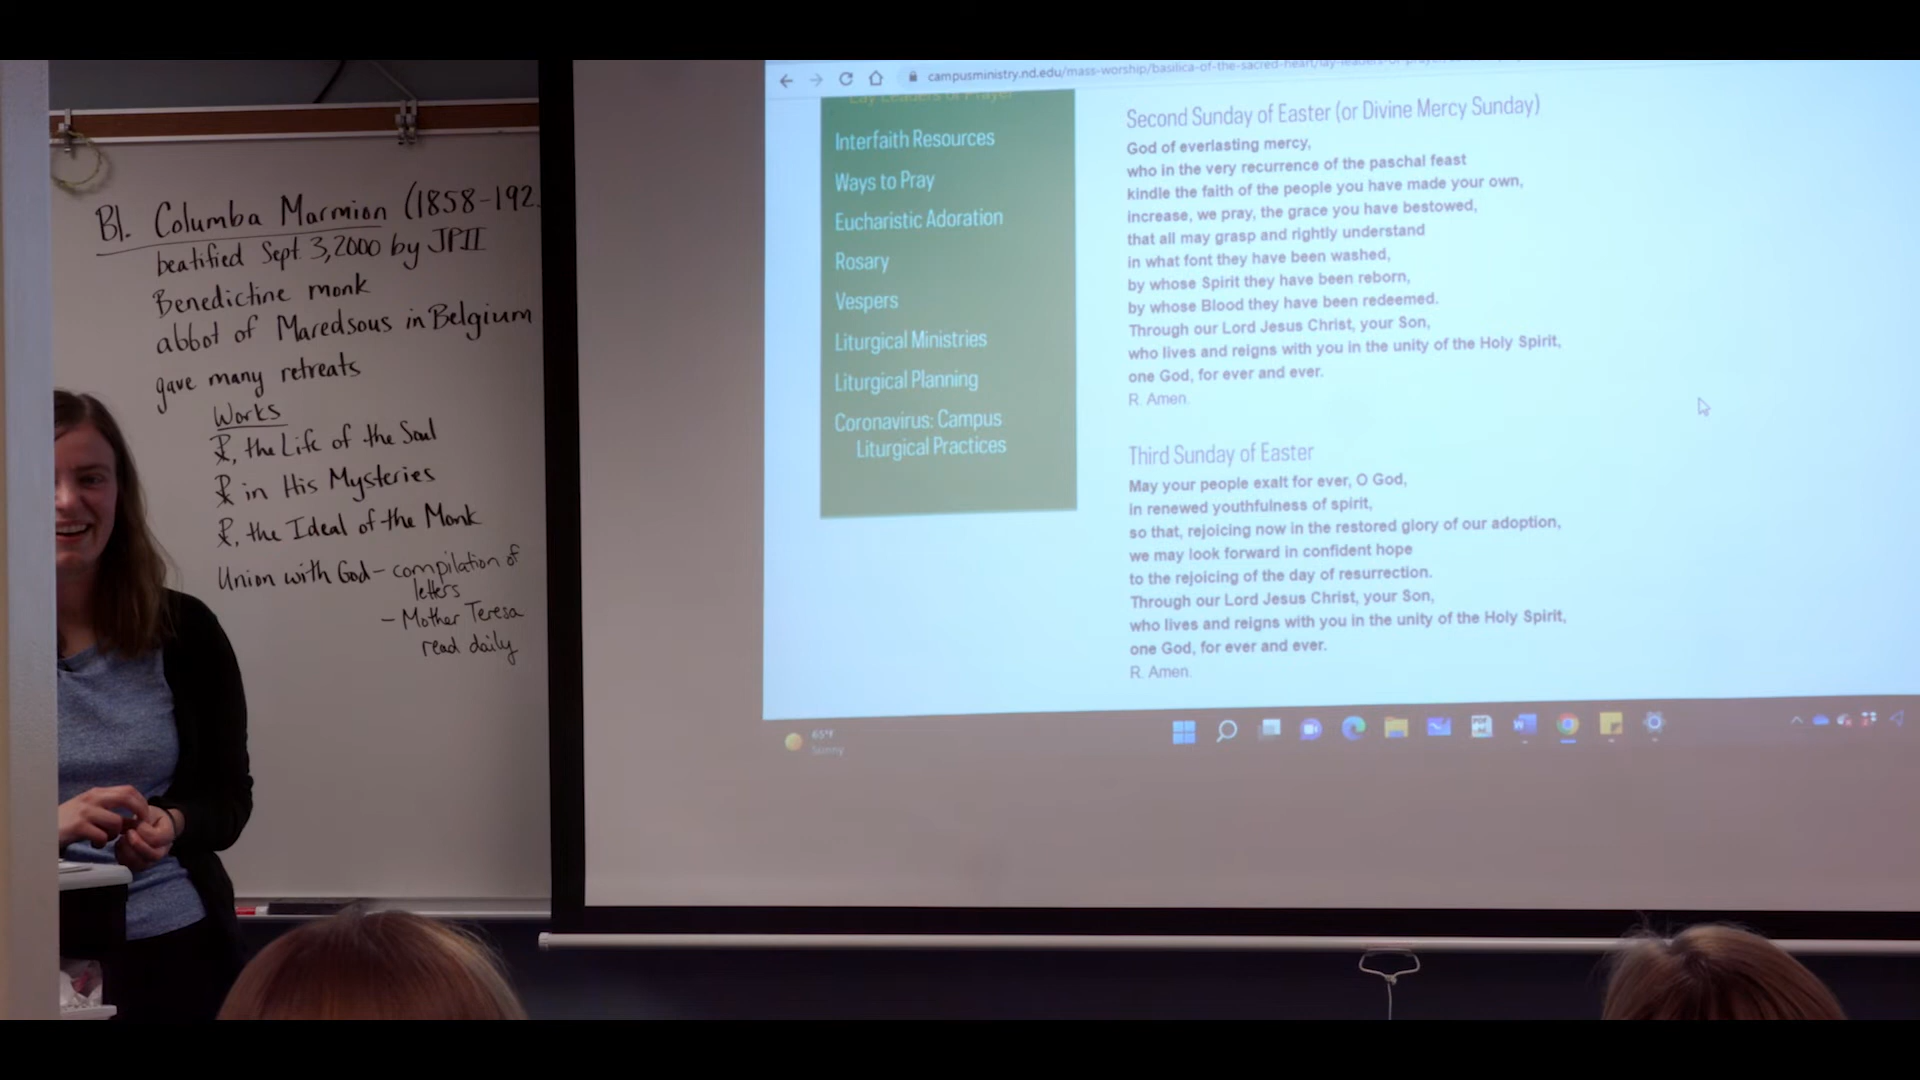 Bl. Columba Marmion (1858-192
beatified Sept. 3, 2000 by JPII
Benedictine monk
abbot of Maredsous in Belgium
gave many retreats
Works
☧, the Life of the Soul
☧ in His Mysteries
☧, the Ideal of the Monk
Union with God – compilation of
letters
– Mother Teresa
read daily
campusministry.nd.edu/mass-worship/basilica-of-the-sacred-heart/lay-leaders-of-prayer
Lay Leaders of Prayer
Interfaith Resources
Ways to Pray
Eucharistic Adoration
Rosary
Vespers
Liturgical Ministries
Liturgical Planning
Coronavirus: Campus
Liturgical Practices
Second Sunday of Easter (or Divine Mercy Sunday)
God of everlasting mercy,
who in the very recurrence of the paschal feast
kindle the faith of the people you have made your own,
increase, we pray, the grace you have bestowed,
that all may grasp and rightly understand
in what font they have been washed,
by whose Spirit they have been reborn,
by whose Blood they have been redeemed.
Through our Lord Jesus Christ, your Son,
who lives and reigns with you in the unity of the Holy Spirit,
one God, for ever and ever.
R. Amen.
Third Sunday of Easter
May your people exalt for ever, O God,
in renewed youthfulness of spirit,
so that, rejoicing now in the restored glory of our adoption,
we may look forward in confident hope
to the rejoicing of the day of resurrection.
Through our Lord Jesus Christ, your Son,
who lives and reigns with you in the unity of the Holy Spirit,
one God, for ever and ever.
R. Amen.
65°F
Sunny